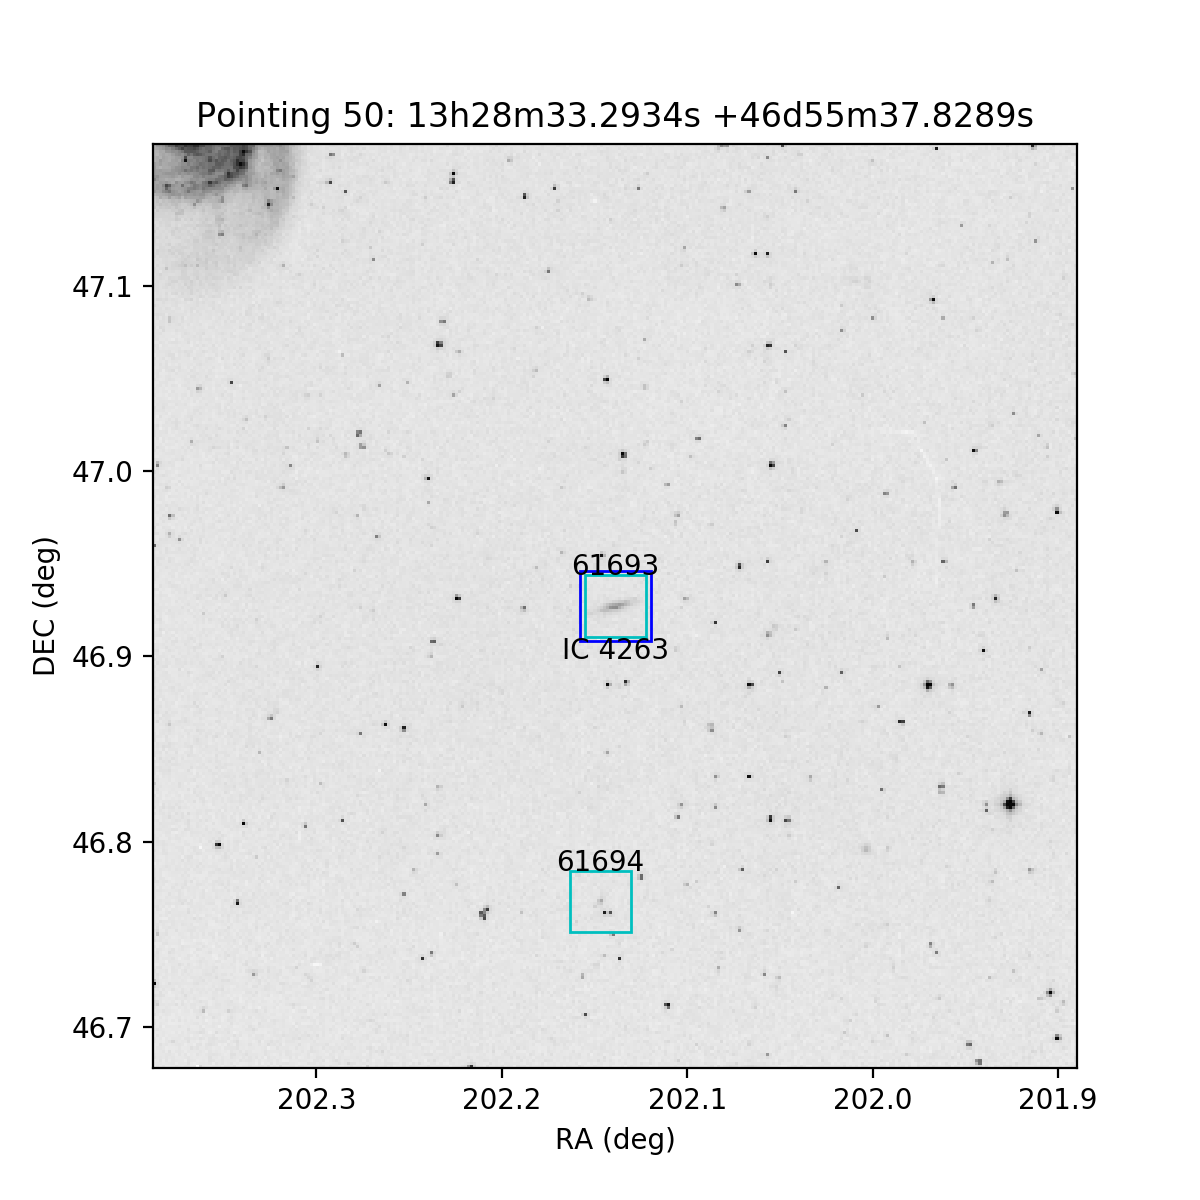 Pointing 50: 13h28m33.2934s +46d55m37.8289s
47.1
47.0
46.9
46.8
46.7
DEC (deg)
61693
IC 4263
61694
202.3 202.2 202.1 202.0 201.9
RA (deg)